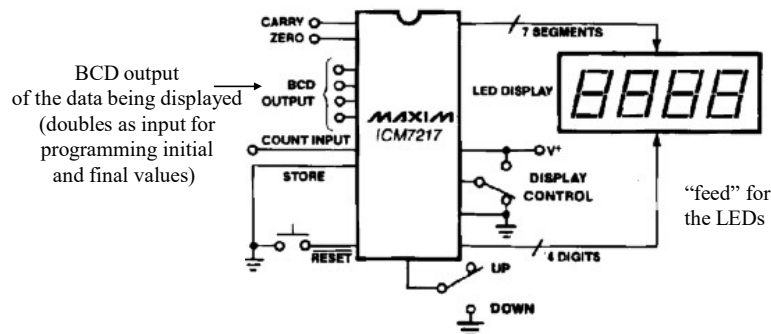 CARRY
ZERO
7 SEGMENTS
BCD output
of the data being displayed
(doubles as input for
programming initial
and final values)
BCD
OUTPUT
MAXIM
ICM7217
LED DISPLAY
8888
COUNT INPUT
STORE
V+
DISPLAY
CONTROL
"feed" for
the LEDs
RESET
4 DIGITS
UP
DOWN